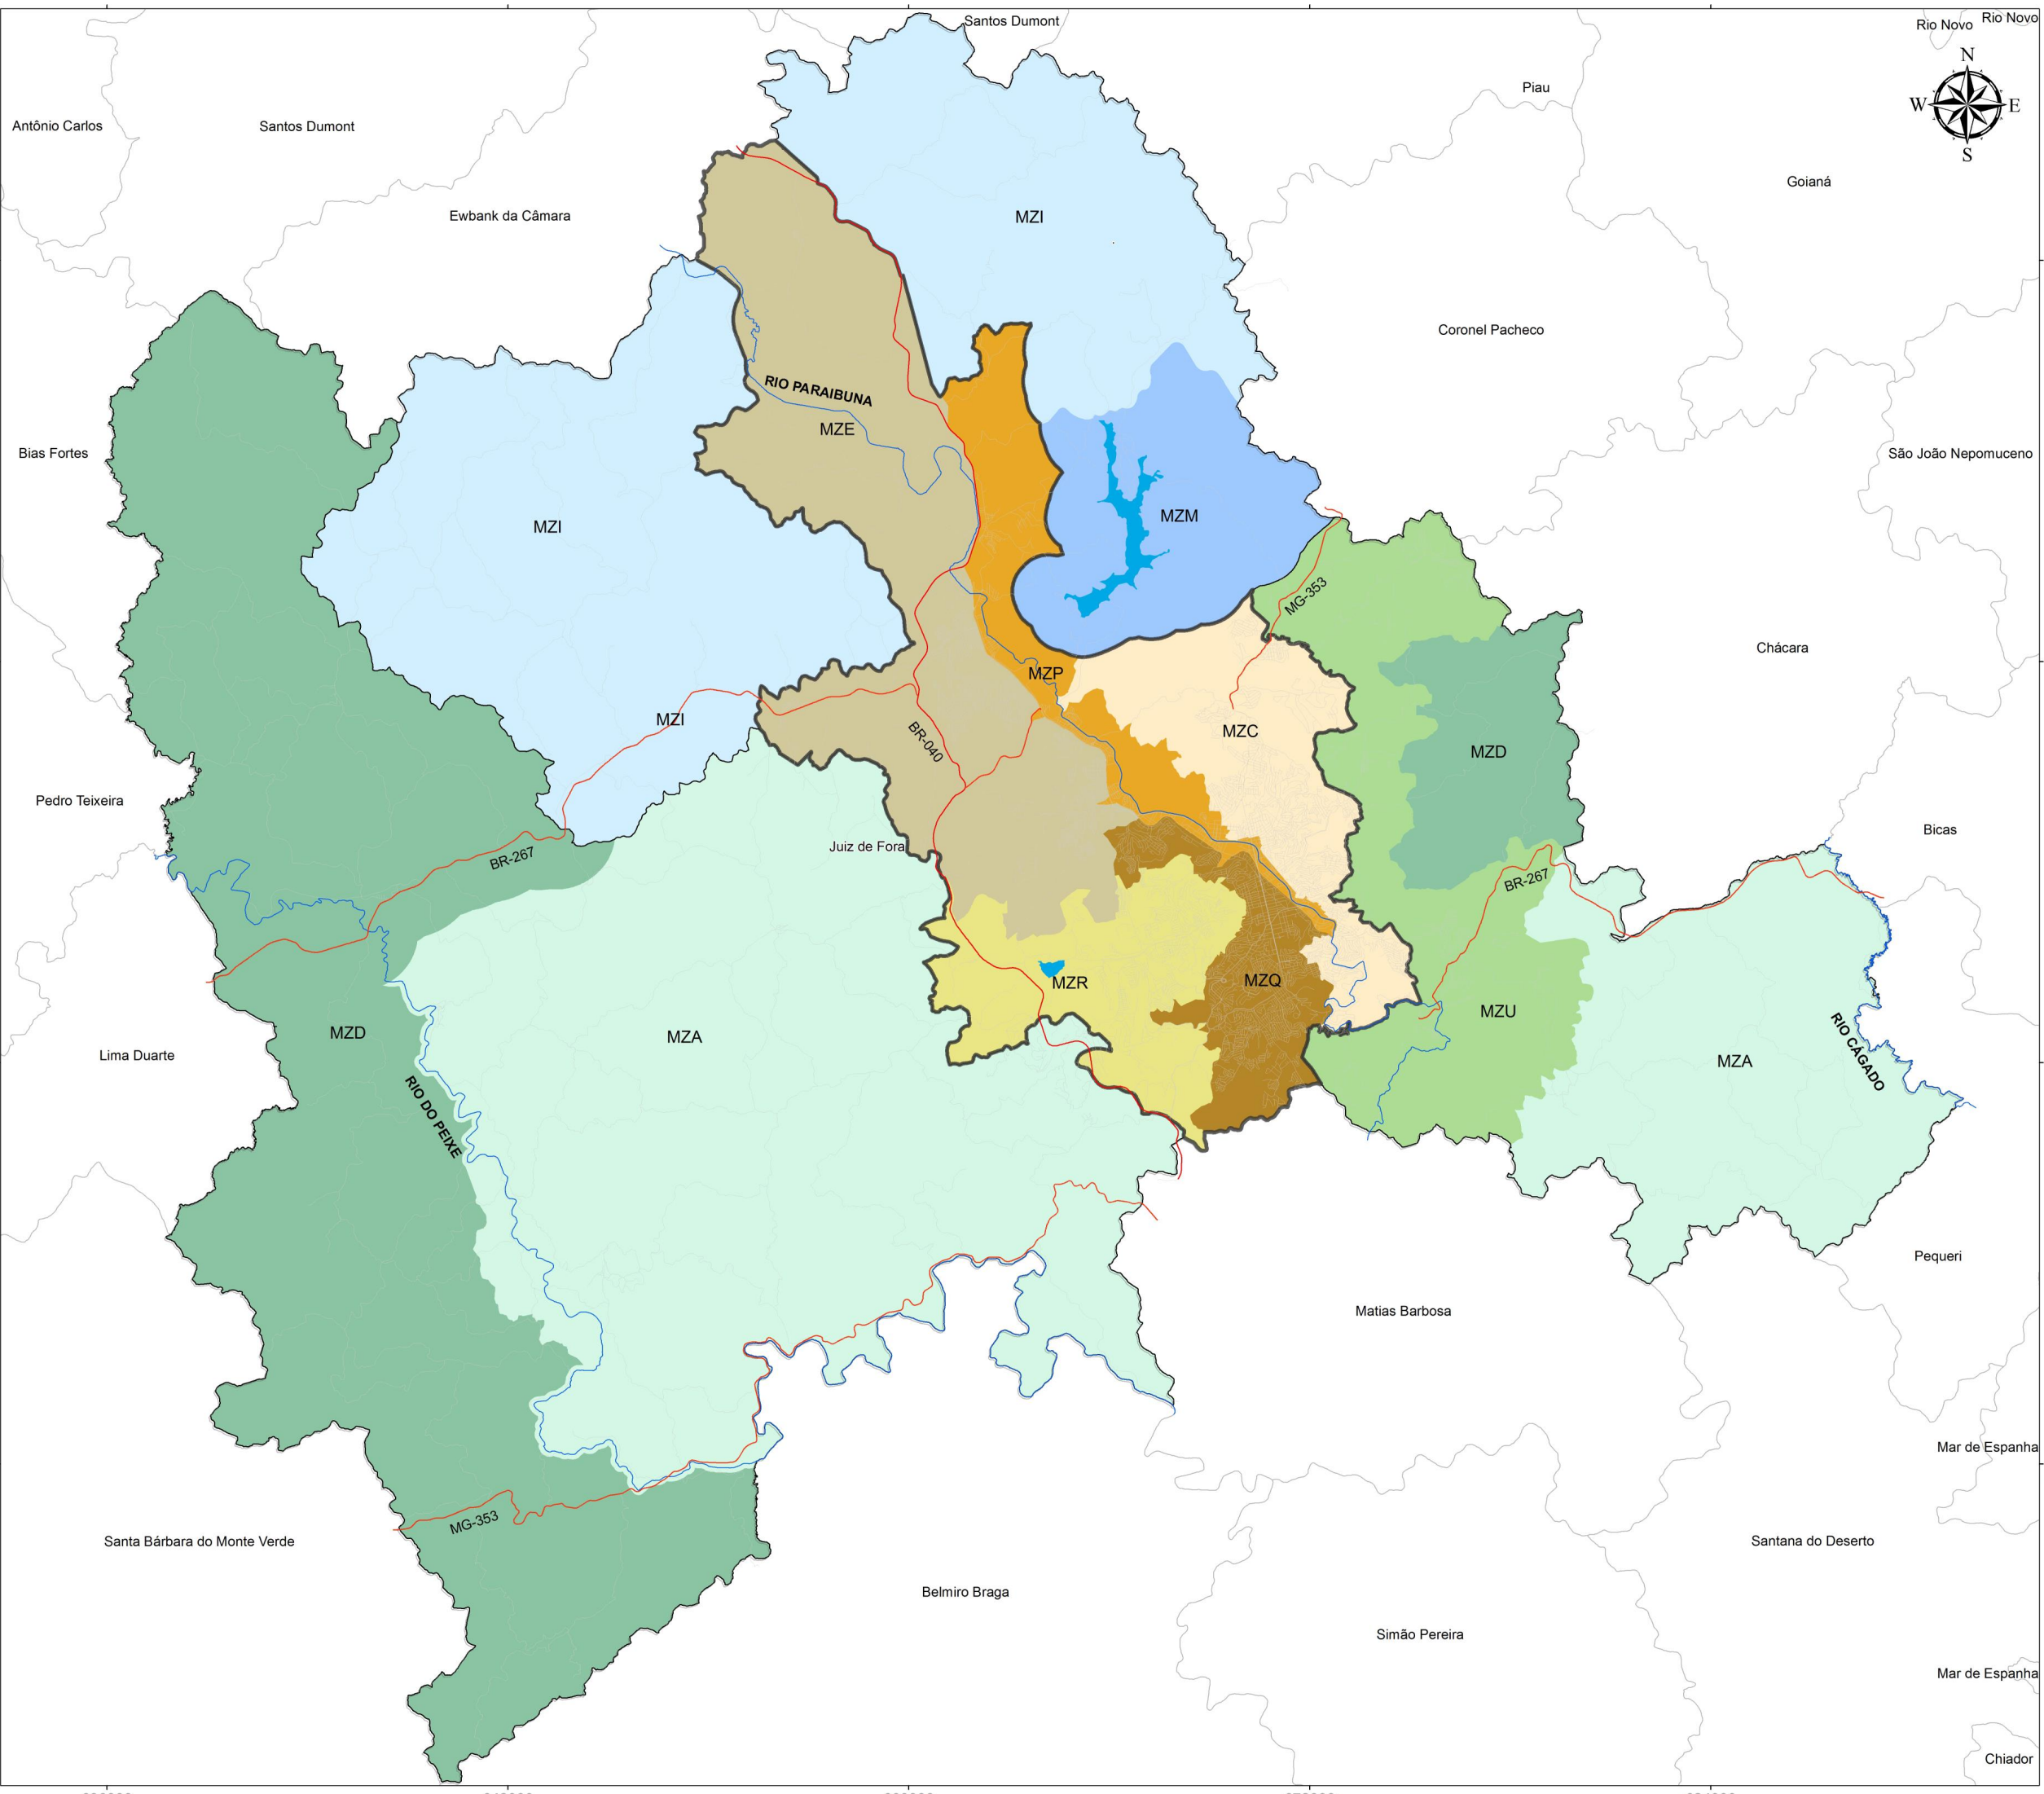 Santos Dumont
Rio Novo
Rio Novo
N
W
E
S
Piau
Antônio Carlos
Santos Dumont
Goianá
Ewbank da Câmara
MZI
Coronel Pacheco
RIO PARAIBUNA
MZE
Bias Fortes
São João Nepomuceno
MZM
MZI
MG-353
Chácara
MZP
MZI
MZC
BR-040
MZD
Pedro Teixeira
Bicas
Juiz de Fora
BR-267
BR-267
MZR
MZQ
MZU
MZD
MZA
Lima Duarte
MZA
RIO CÁGADO
RIO DO PEIXE
Pequeri
Matias Barbosa
Mar de Espanha
MG-353
Santa Bárbara do Monte Verde
Santana do Deserto
Belmiro Braga
Simão Pereira
Mar de Espanha
Chiador